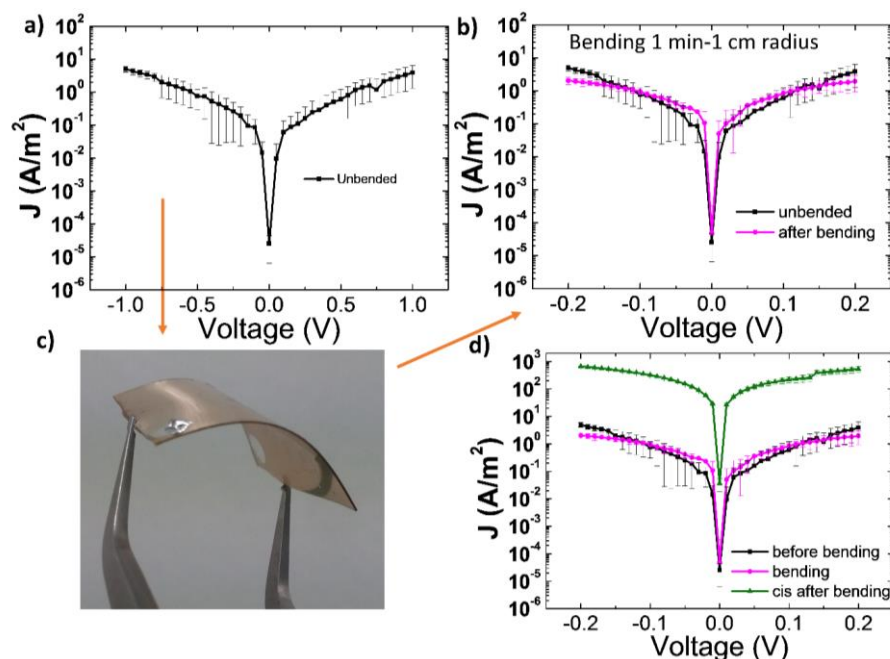 a)
10²
10¹
10⁰
10⁻¹
10⁻²
10⁻³
10⁻⁴
10⁻⁵
10⁻⁶
J (A/m²)
Unbended
-1.0 -0.5 0.0 0.5 1.0
Voltage (V)
b)
Bending 1 min-1 cm radius
10²
10¹
10⁰
10⁻¹
10⁻²
10⁻³
10⁻⁴
10⁻⁵
10⁻⁶
J (A/m²)
unbended
after bending
-0.2 -0.1 0.0 0.1 0.2
Voltage (V)
c)
d)
10³
10²
10¹
10⁰
10⁻¹
10⁻²
10⁻³
10⁻⁴
10⁻⁵
10⁻⁶
J (A/m²)
before bending
bending
cis after bending
-0.2 -0.1 0.0 0.1 0.2
Voltage (V)